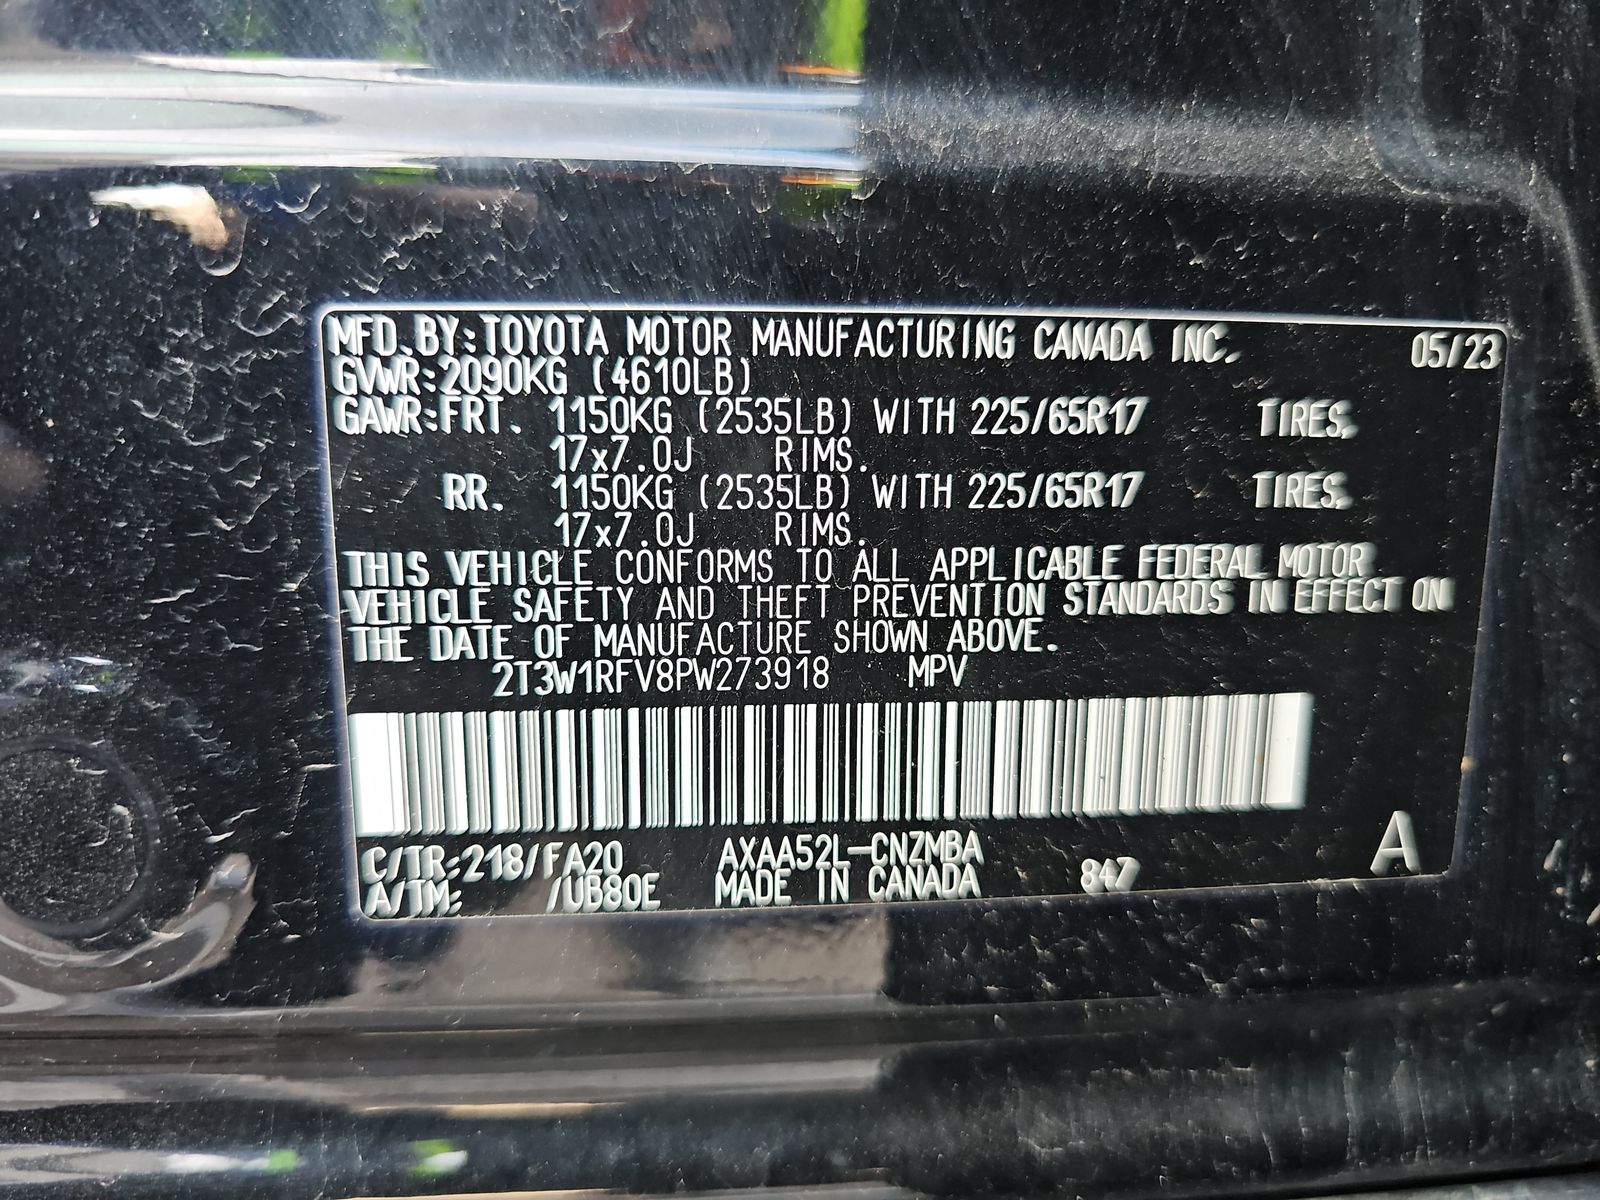 MFD.BY:TOYOTA MOTOR MANUFACTURING CANADA INC. 05/23
GVWR:2090KG (4610LB)
GAWR:FRT. 1150KG (2535LB) WITH 225/65R17 TIRES,
17x7.0J RIMS.
RR. 1150KG (2535LB) WITH 225/65R17 TIRES,
17x7.0J RIMS.
THIS VEHICLE CONFORMS TO ALL APPLICABLE FEDERAL MOTOR
VEHICLE SAFETY AND THEFT PREVENTION STANDARDS IN EFFECT ON
THE DATE OF MANUFACTURE SHOWN ABOVE.
2T3W1RFV8PW273918 MPV
C/TR:218/FA20 AXAA52L-CNZMBA
A/TM: /UB80E MADE IN CANADA 847 A